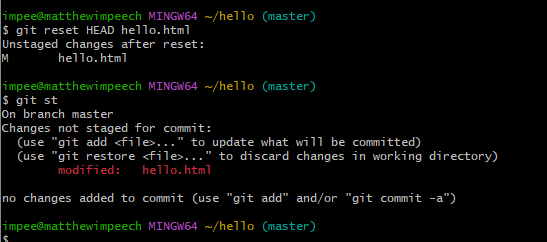 impee@matthewimpeech MINGW64 ~/hello (master)
$ git reset HEAD hello.html
Unstaged changes after reset:
M       hello.html

impee@matthewimpeech MINGW64 ~/hello (master)
$ git st
On branch master
Changes not staged for commit:
  (use "git add <file>..." to update what will be committed)
  (use "git restore <file>..." to discard changes in working directory)
        modified:   hello.html

no changes added to commit (use "git add" and/or "git commit -a")

impee@matthewimpeech MINGW64 ~/hello (master)
$